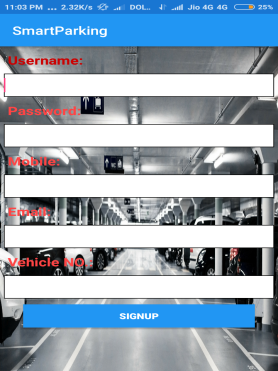 11:03 PM ... 2.32K/s DOL.. Jio 4G 4G 25%
SmartParking
Username:
Password:
Mobile:
Email:
Vehicle NO :
SIGNUP